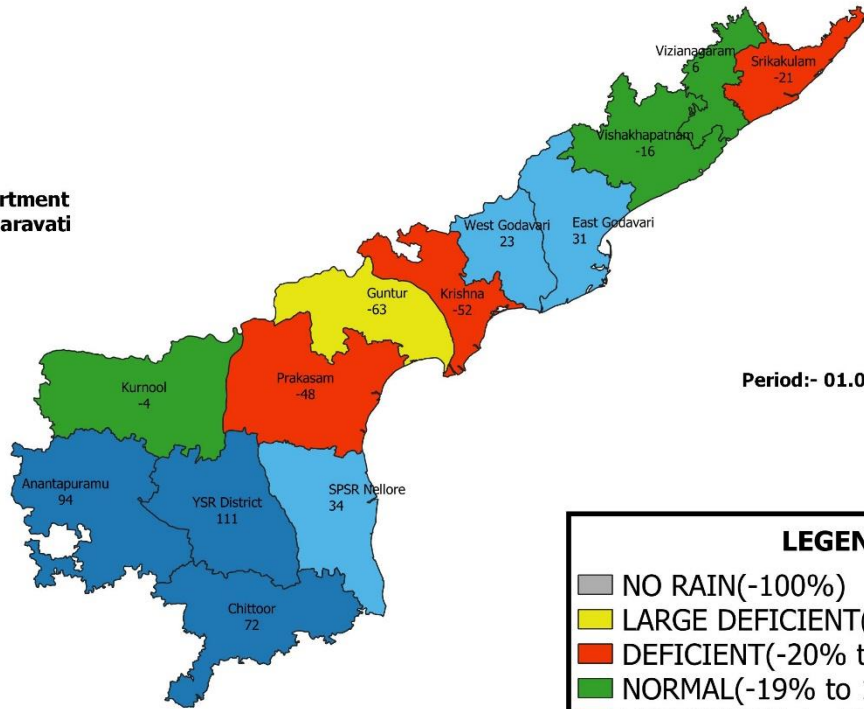 Vizianagaram
6
Srikakulam
-21
Vishakhapatnam
-16
rtment
aravati
West Godavari
23
East Godavari
31
Guntur
-63
Krishna
-52
Prakasam
-48
Period:- 01.0
Kurnool
-4
Anantapuramu
94
YSR District
111
SPSR Nellore
34
Chittoor
72
LEGEN
NO RAIN(-100%)
LARGE DEFICIENT(
DEFICIENT(-20% t
NORMAL(-19% to